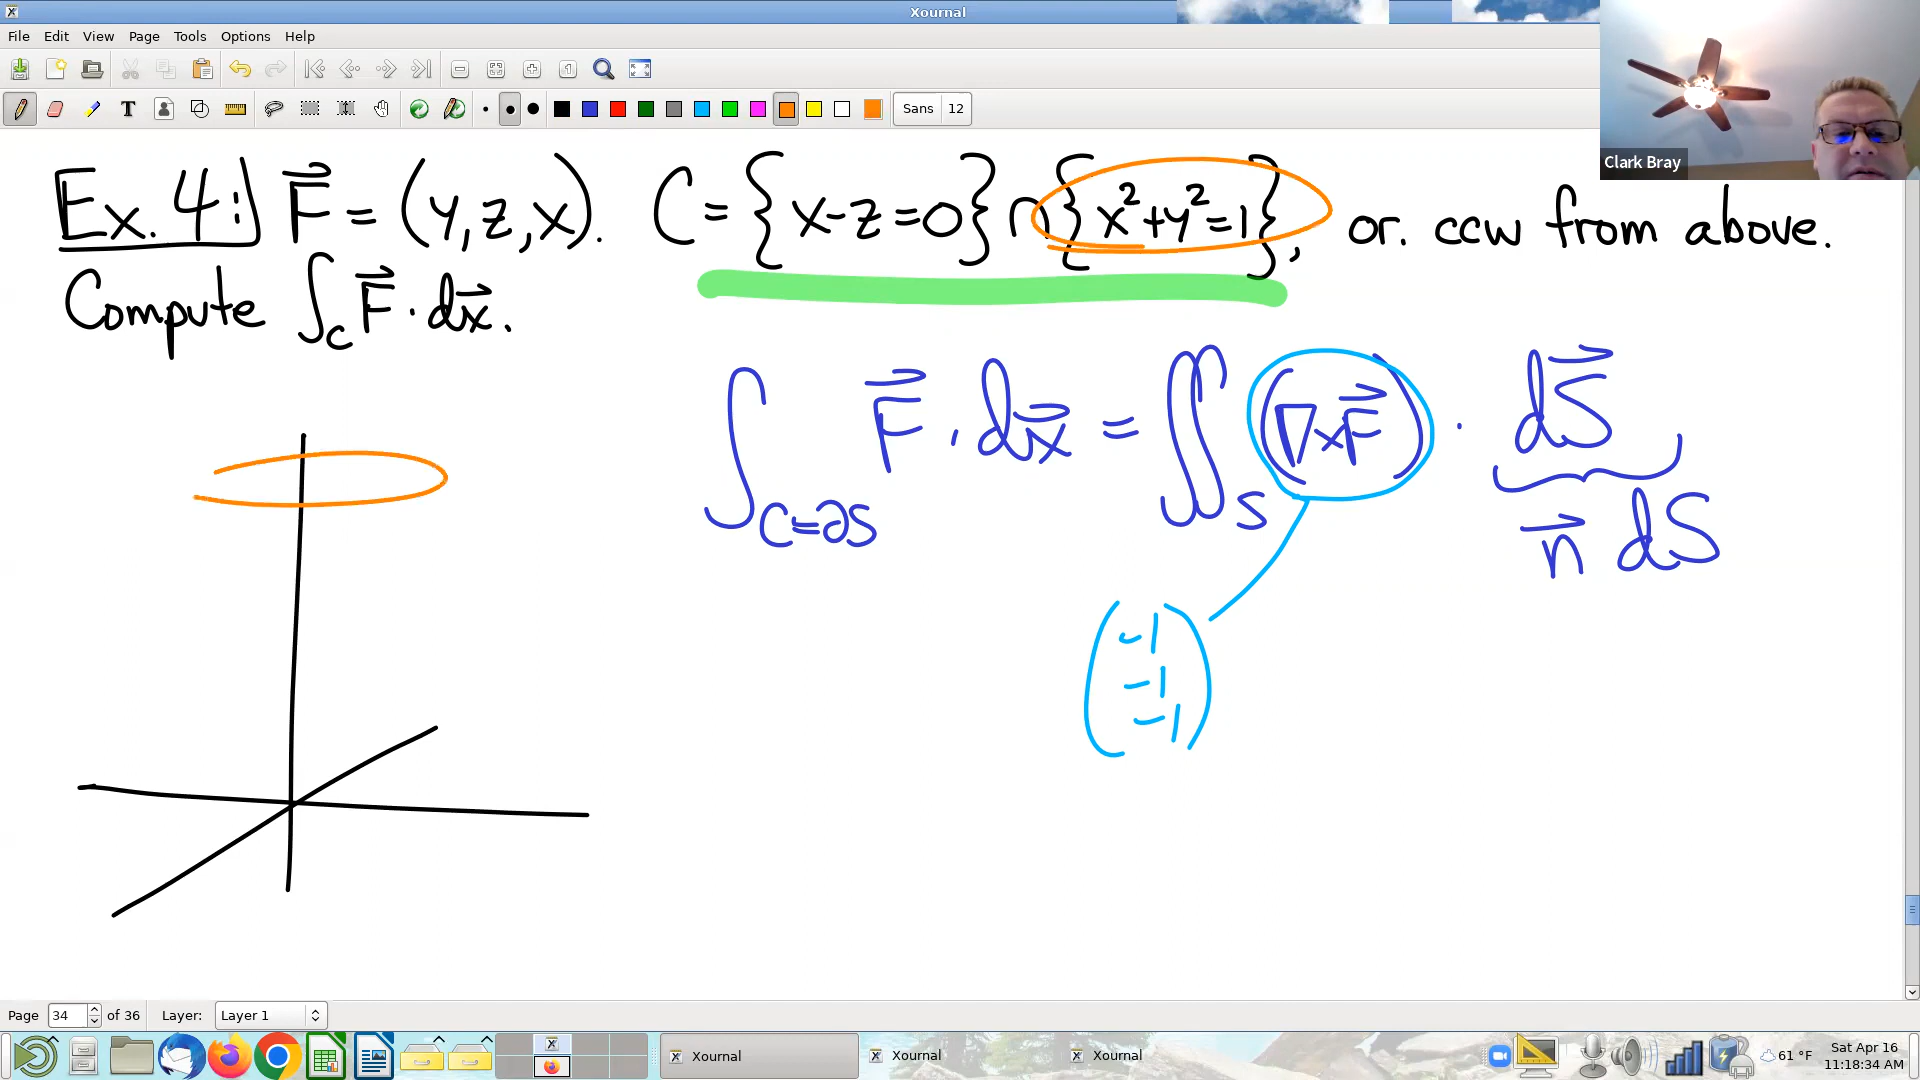 Xournal
File Edit View Page Tools Options Help
Sans 12
Clark Bray
Ex. 4: F⃗ = (y, z, x). C = { x-z=0 } ∩ { x²+y²=1 }, or. ccw from above.
Compute ∫_C F⃗ · dx⃗.
∫_{C=∂S} F⃗ · dx⃗ = ∬_S (∇×F⃗) · dS⃗
n⃗ dS
(-1
-1
-1)
Page 34 of 36 Layer: Layer 1
Xournal Xournal Xournal
61 °F
Sat Apr 16
11:18:34 AM